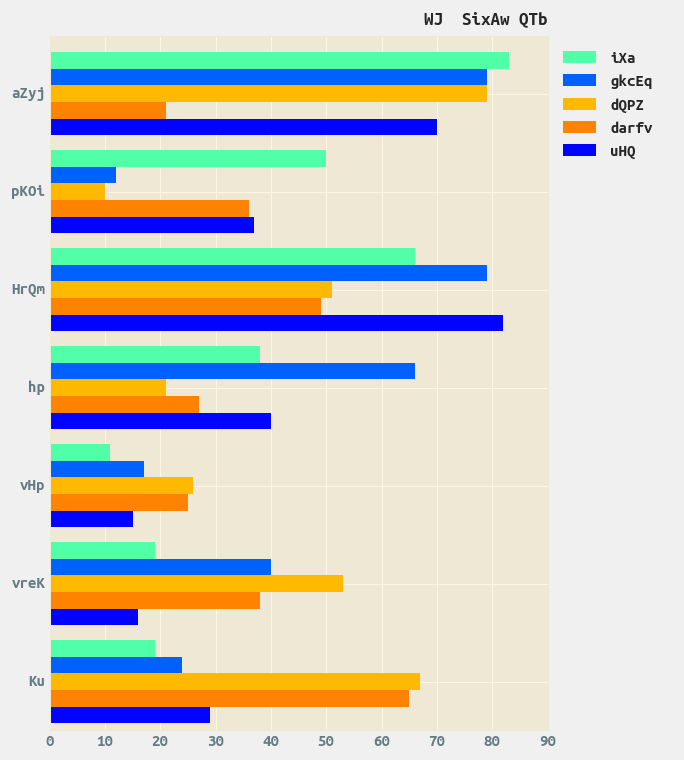 WJ  SixAw QTb
iXa
gkcEq
dQPZ
darfv
uHQ
aZyj
pKOi
HrQm
hp
vHp
vreK
Ku
0 10 20 30 40 50 60 70 80 90